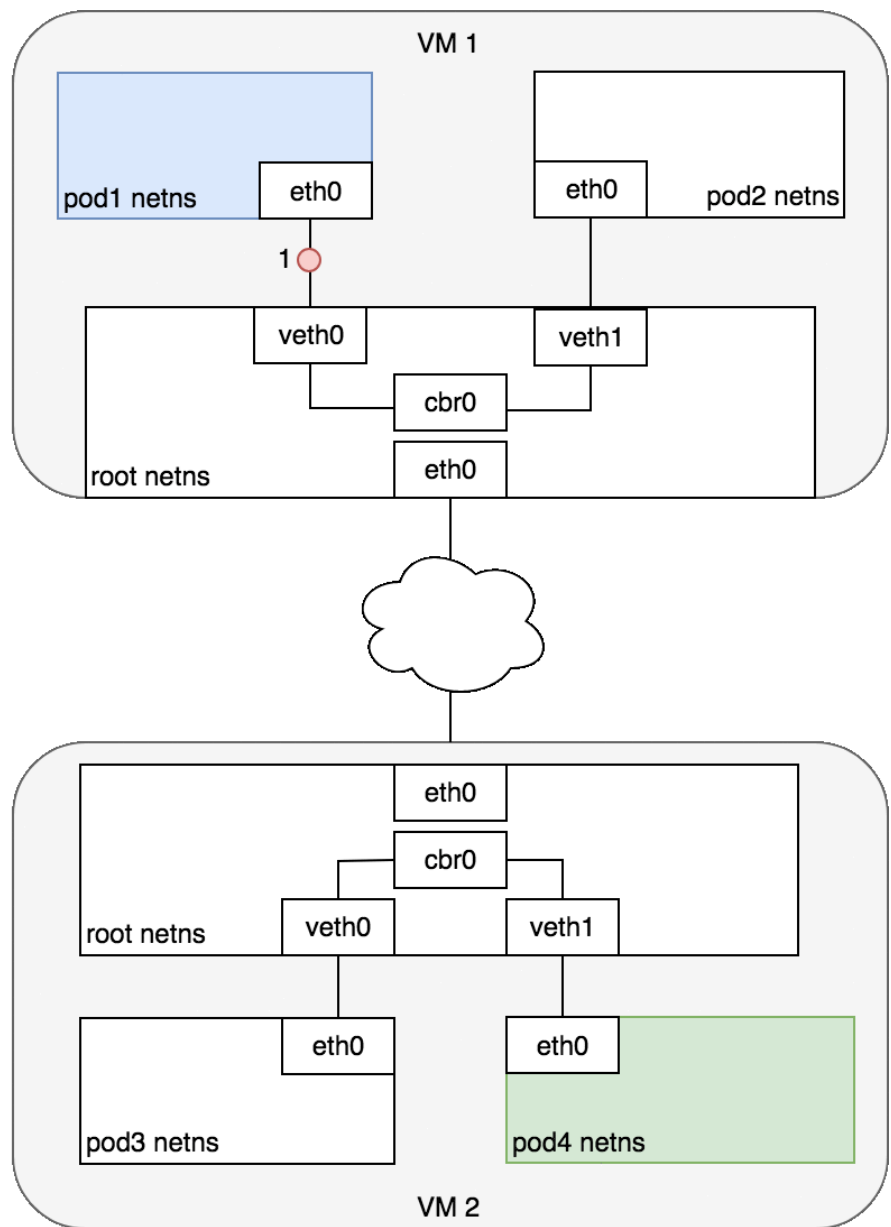 VM 1
pod1 netns
eth0
eth0
pod2 netns
1
veth0
veth1
cbr0
root netns
eth0
eth0
cbr0
root netns
veth0
veth1
eth0
eth0
pod3 netns
pod4 netns
VM 2